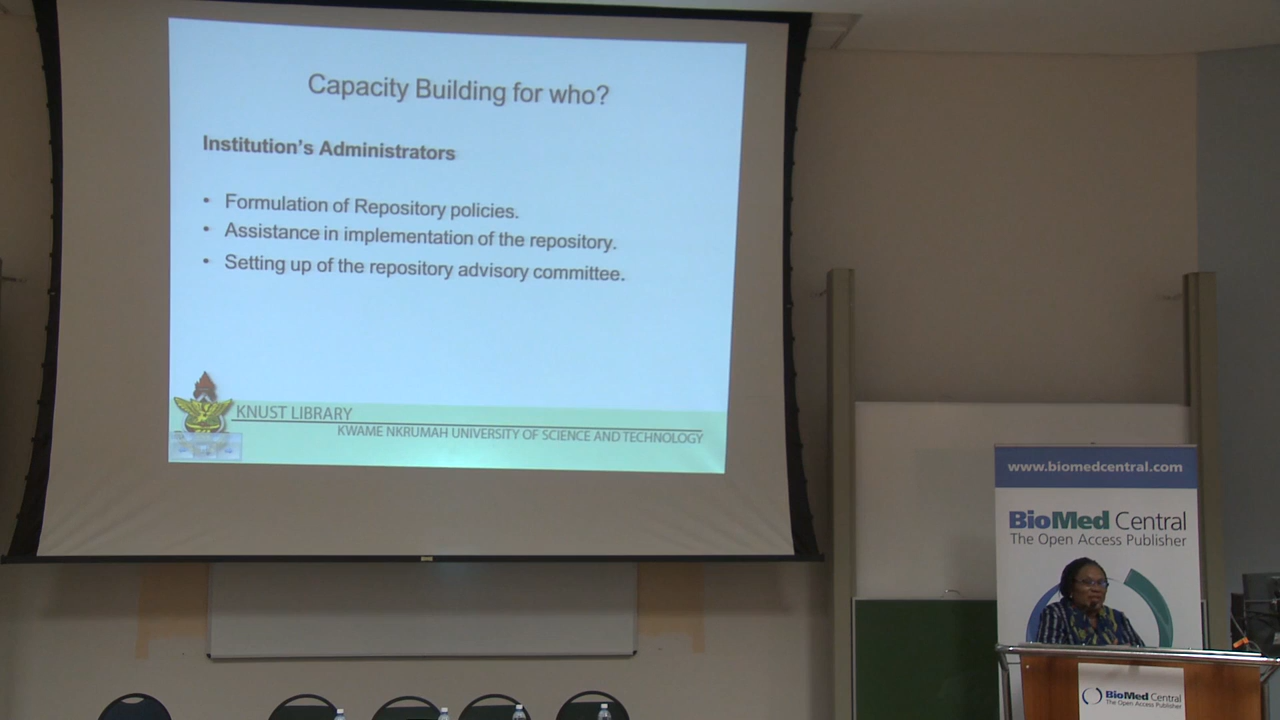 Capacity Building for who?
Institution's Administrators
• Formulation of Repository policies.
• Assistance in implementation of the repository.
• Setting up of the repository advisory committee.
KNUST LIBRARY
KWAME NKRUMAH UNIVERSITY OF SCIENCE AND TECHNOLOGY
www.biomedcentral.com
BioMed Central
The Open Access Publisher
BioMed Central
The Open Access Publisher